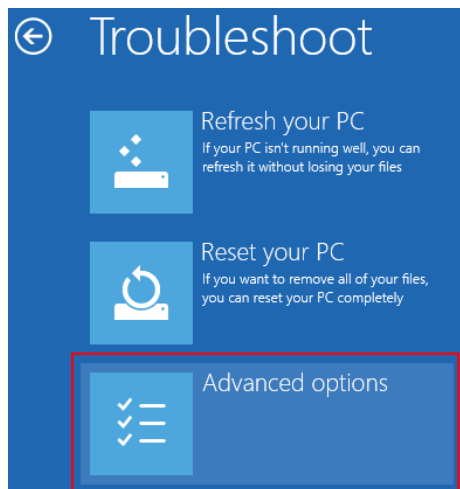 Troubleshoot
Refresh your PC
If your PC isn't running well, you can
refresh it without losing your files
Reset your PC
If you want to remove all of your files,
you can reset your PC completely
Advanced options